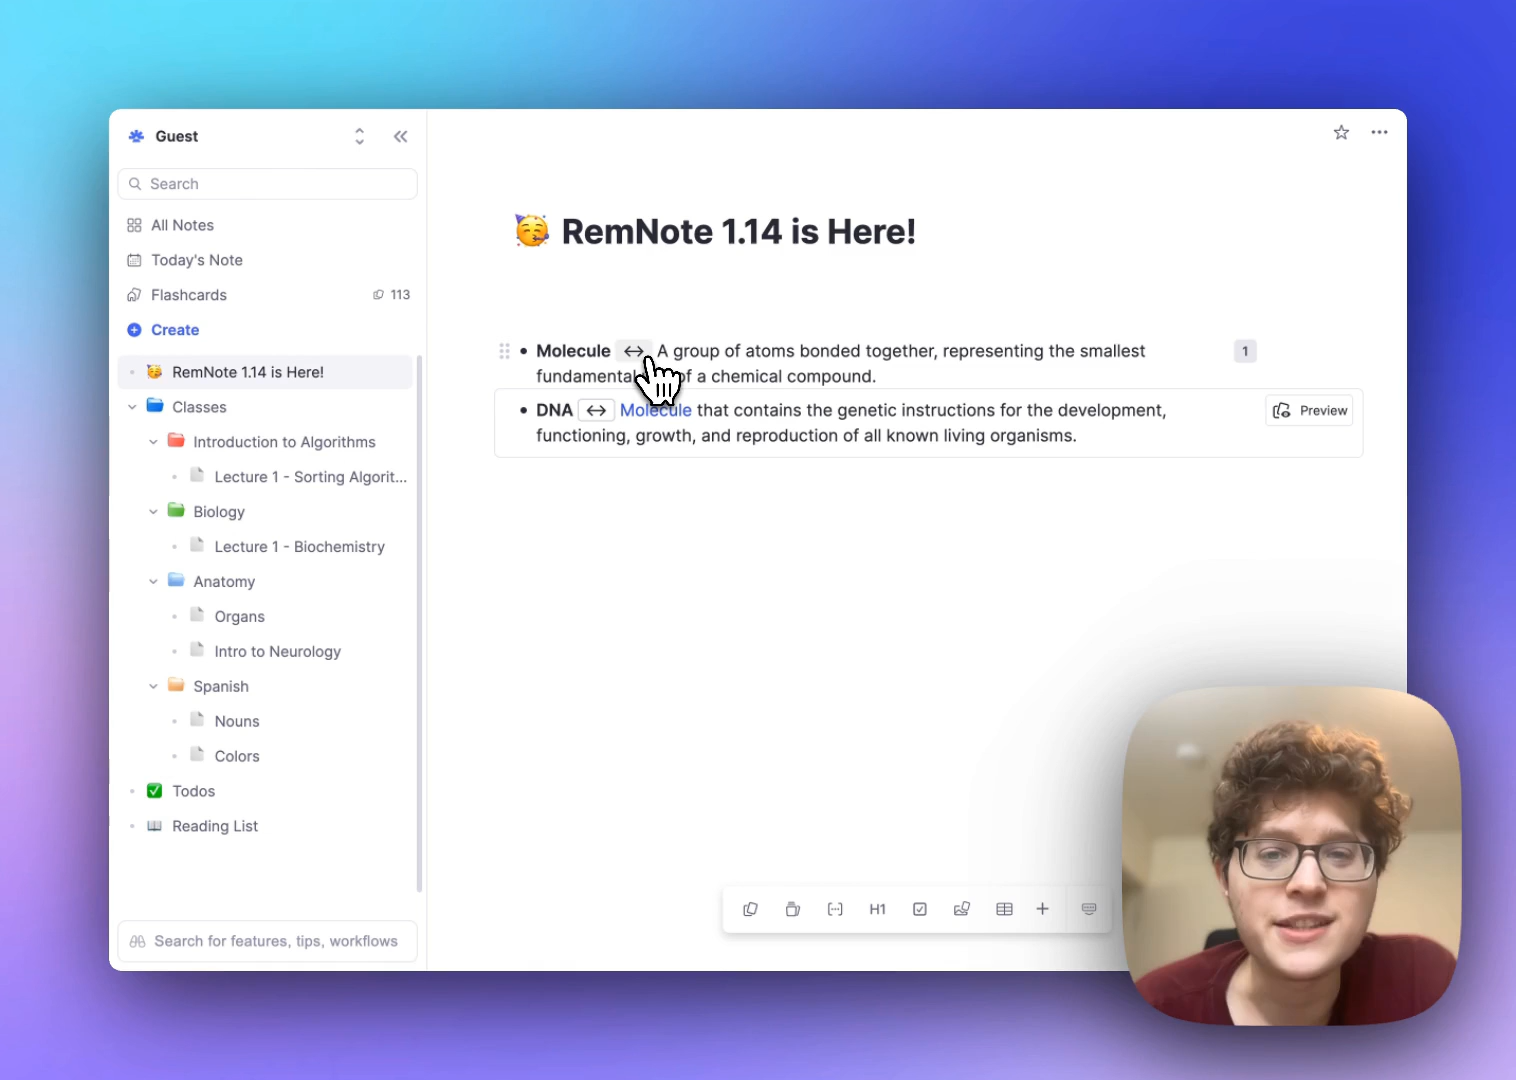 Guest
Search
All Notes
Today's Note
Flashcards
113
Create
RemNote 1.14 is Here!
Classes
Introduction to Algorithms
Lecture 1 - Sorting Algorit...
Biology
Lecture 1 - Biochemistry
Anatomy
Organs
Intro to Neurology
Spanish
Nouns
Colors
Todos
Reading List
Search for features, tips, workflows
RemNote 1.14 is Here!
Molecule ↔ A group of atoms bonded together, representing the smallest
fundamental of a chemical compound.
1
DNA ↔ Molecule that contains the genetic instructions for the development,
functioning, growth, and reproduction of all known living organisms.
Preview
H1